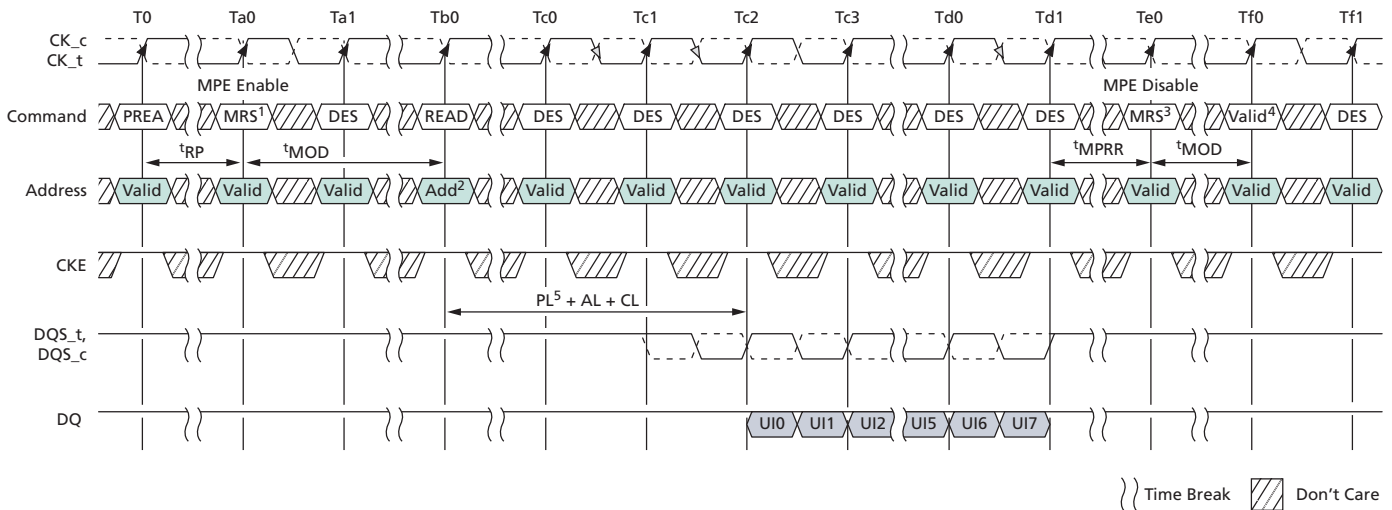 T0 Ta0 Ta1 Tb0 Tc0 Tc1 Tc2 Tc3 Td0 Td1 Te0 Tf0 Tf1
CK_c
CK_t
MPE Enable MPE Disable
Command PREA MRS1 DES READ DES DES DES DES DES DES MRS3 Valid4 DES
tRP tMOD tMPRR tMOD
Address Valid Valid Valid Add2 Valid Valid Valid Valid Valid Valid Valid Valid Valid
CKE
PL5 + AL + CL
DQS_t,
DQS_c
DQ UI0 UI1 UI2 UI5 UI6 UI7
Time Break Don't Care